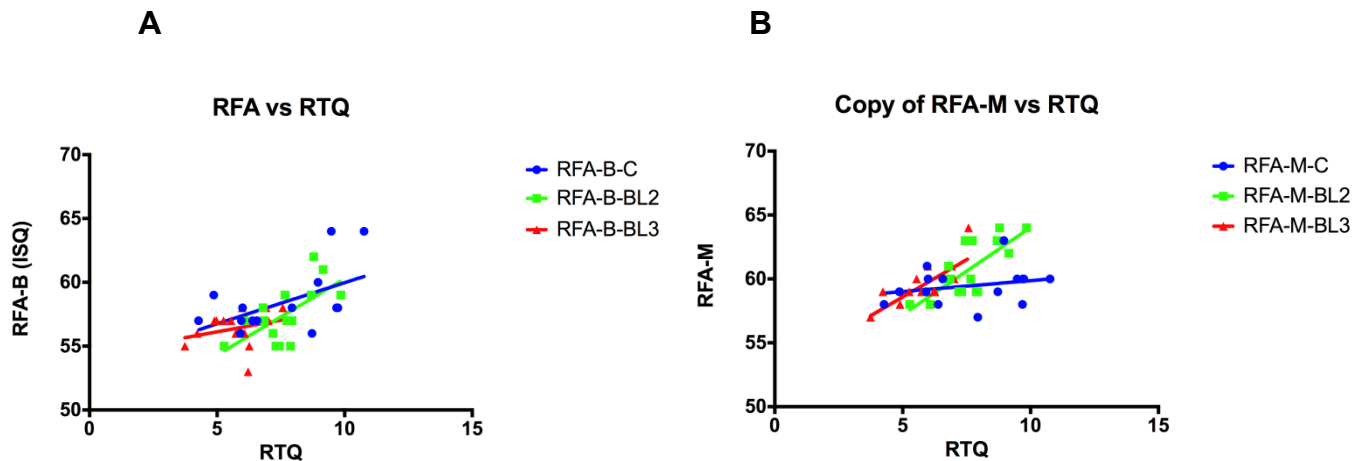 A
RFA vs RTQ
RFA-B (ISQ)
70
65
60
55
50
0
5
10
15
RTQ
RFA-B-C
RFA-B-BL2
RFA-B-BL3
B
Copy of RFA-M vs RTQ
RFA-M
70
65
60
55
50
0
5
10
15
RTQ
RFA-M-C
RFA-M-BL2
RFA-M-BL3